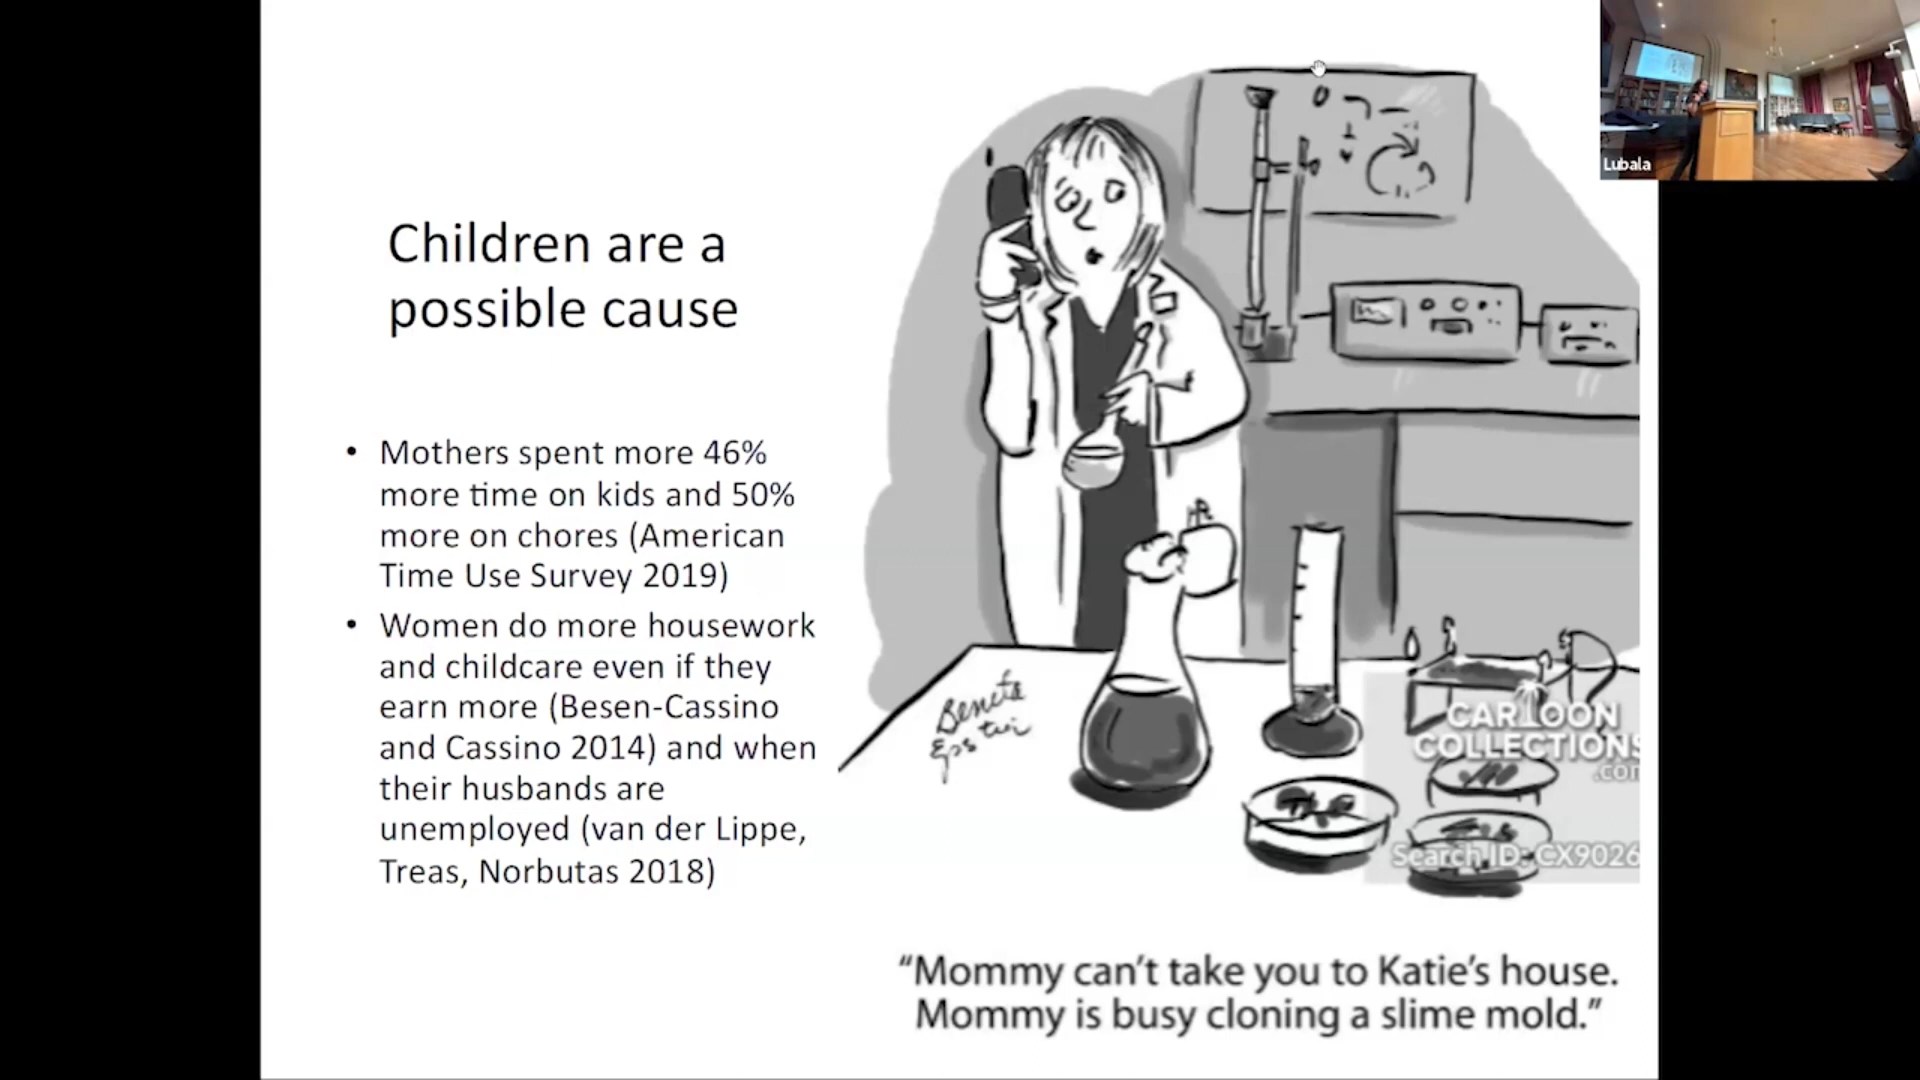 Children are a
possible cause
• Mothers spent more 46%
more time on kids and 50%
more on chores (American
Time Use Survey 2019)
• Women do more housework
and childcare even if they
earn more (Besen-Cassino
and Cassino 2014) and when
their husbands are
unemployed (van der Lippe,
Treas, Norbutas 2018)
CARTOON
COLLECTIONS
.com
Search ID: CX9026
“Mommy can’t take you to Katie’s house.
Mommy is busy cloning a slime mold.”
Lubala